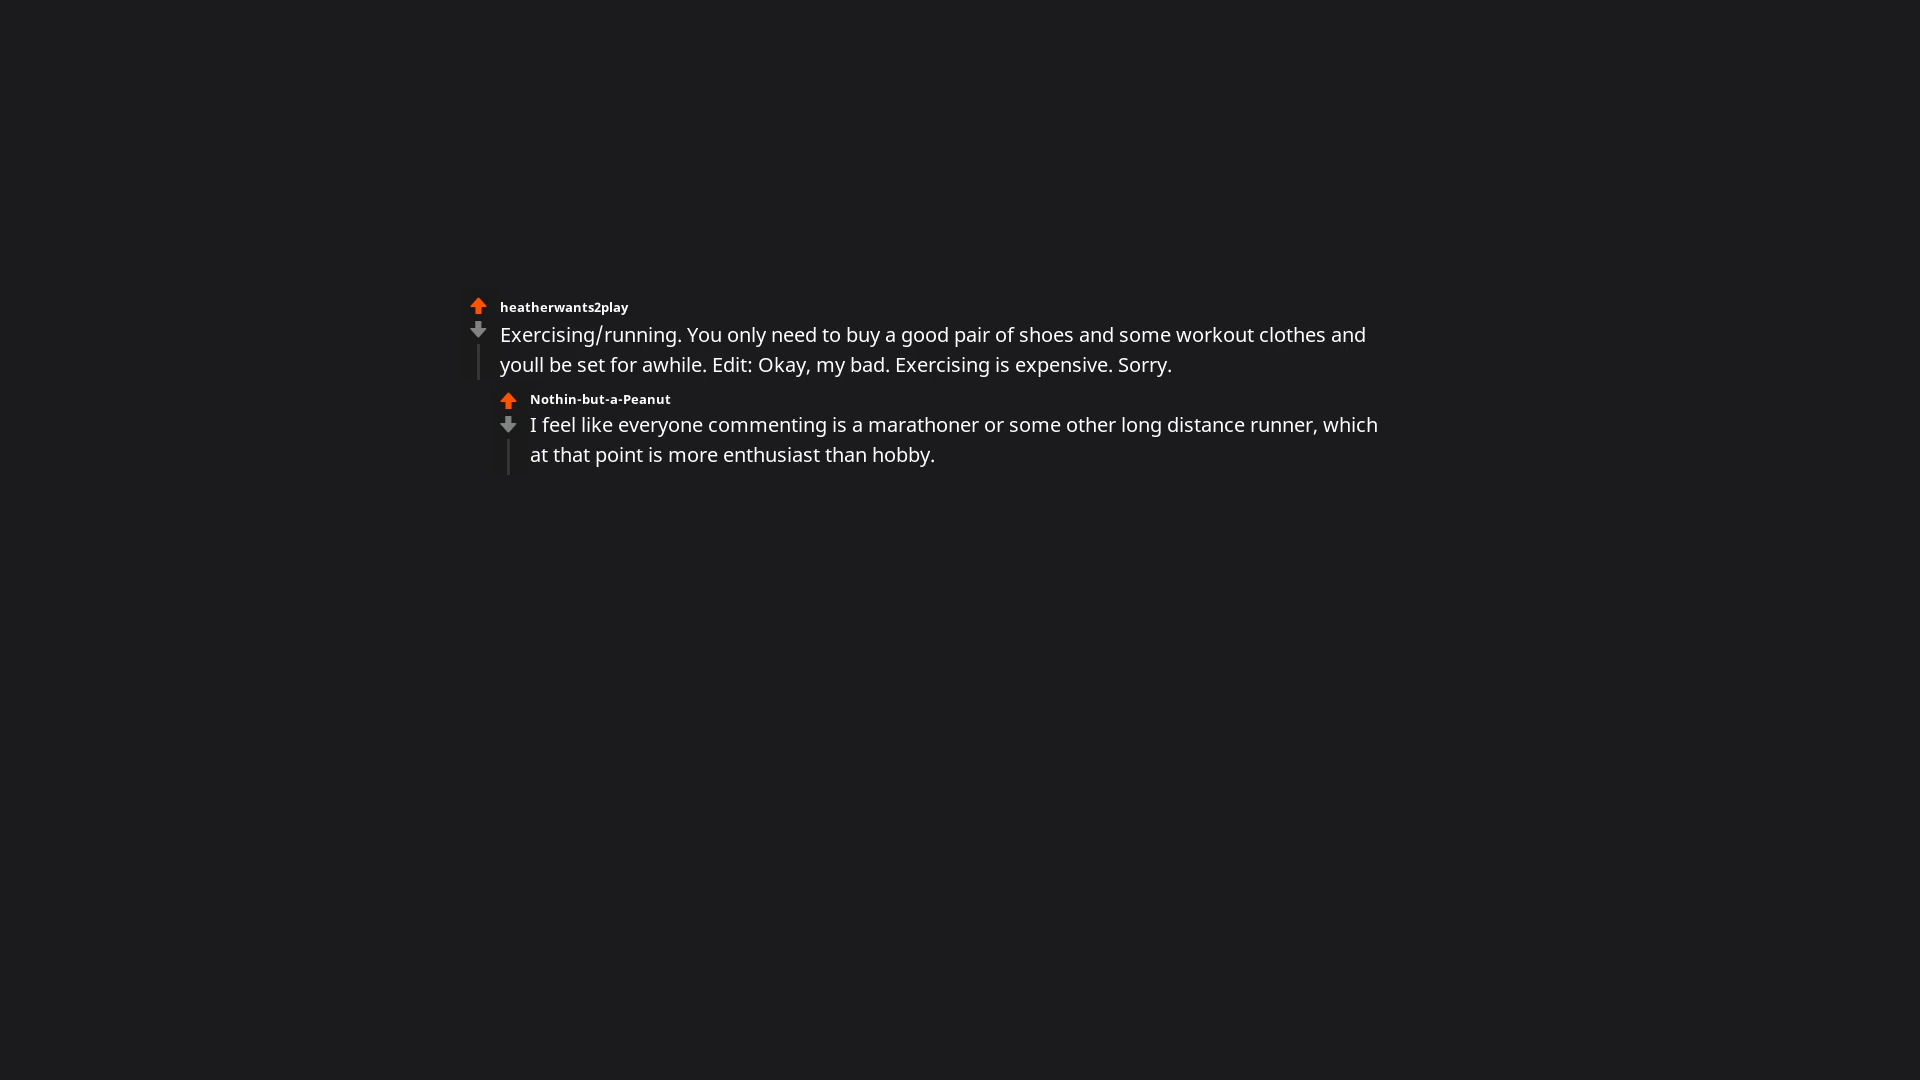 heatherwants2play
Exercising/running. You only need to buy a good pair of shoes and some workout clothes and
youll be set for awhile. Edit: Okay, my bad. Exercising is expensive. Sorry.
Nothin-but-a-Peanut
I feel like everyone commenting is a marathoner or some other long distance runner, which
at that point is more enthusiast than hobby.